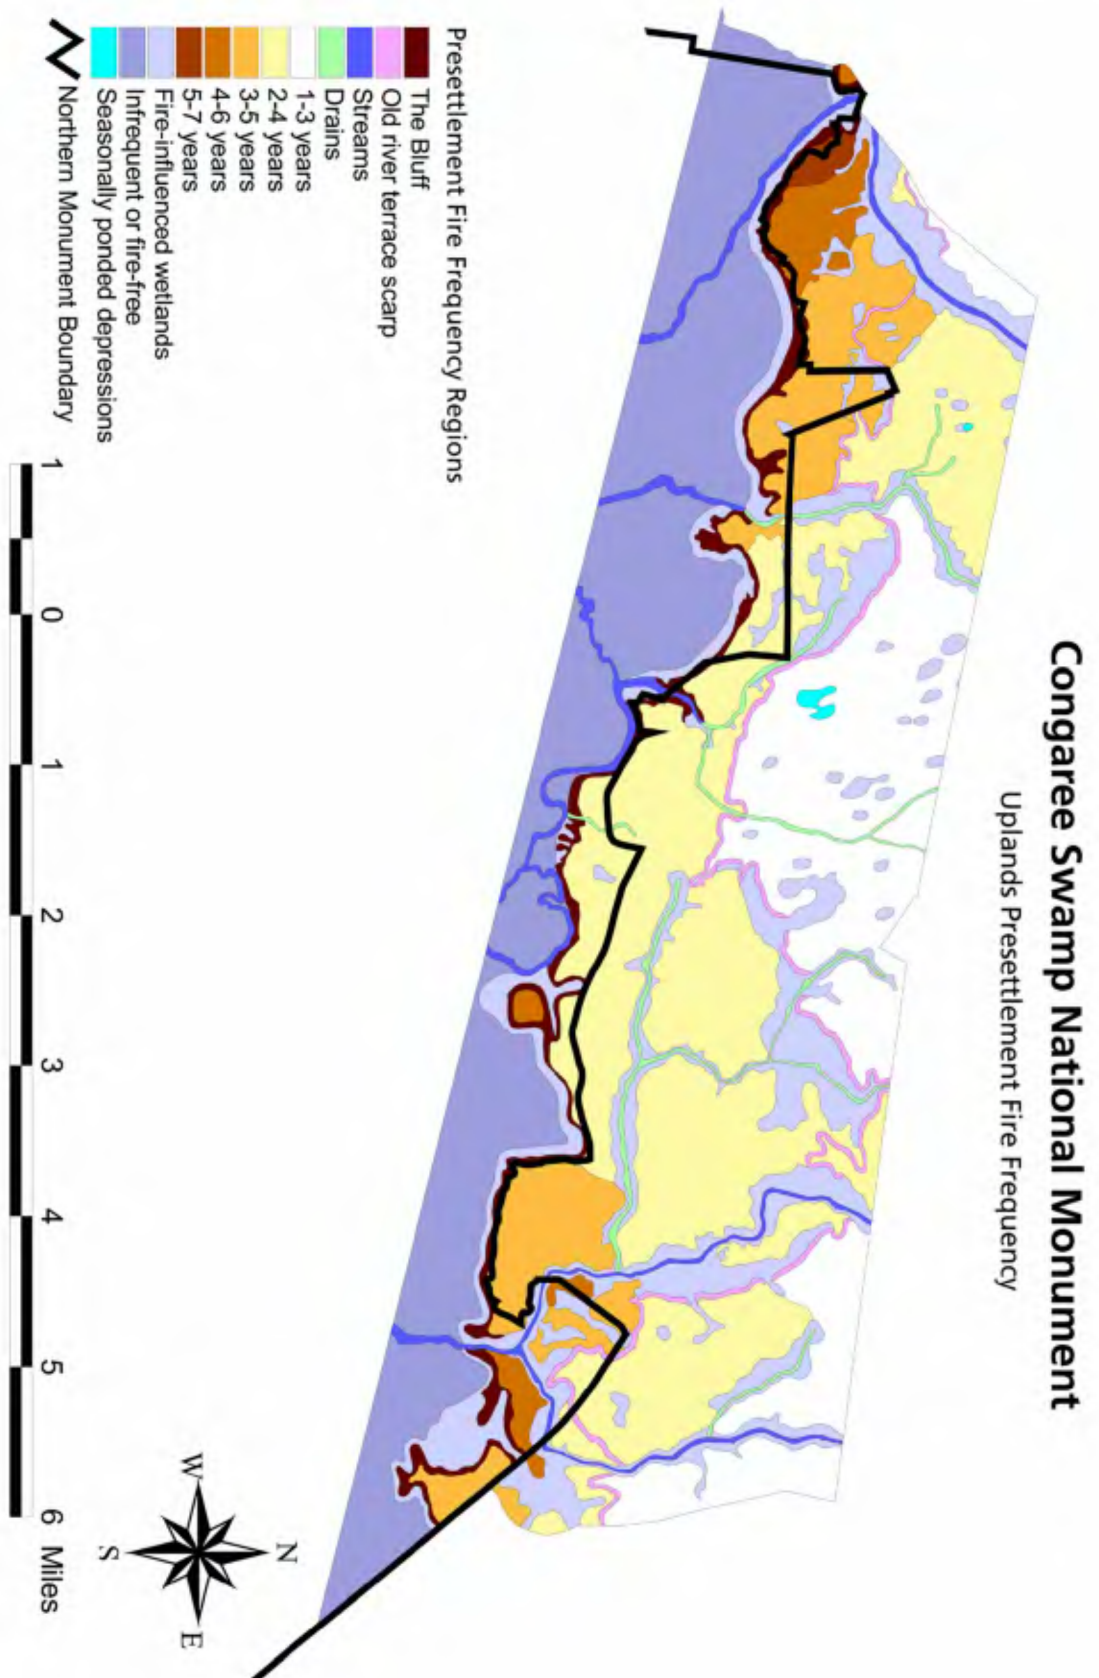 Congaree Swamp National Monument
Uplands Presettlement Fire Frequency
Presettlement Fire Frequency Regions
The Bluff
Old river terrace scarp
Streams
Drains
1-3 years
2-4 years
3-5 years
4-6 years
5-7 years
Fire-influenced wetlands
Infrequent or fire-free
Seasonally ponded depressions
Northern Monument Boundary
1 0 1 2 3 4 5 6 Miles
N
W E
S